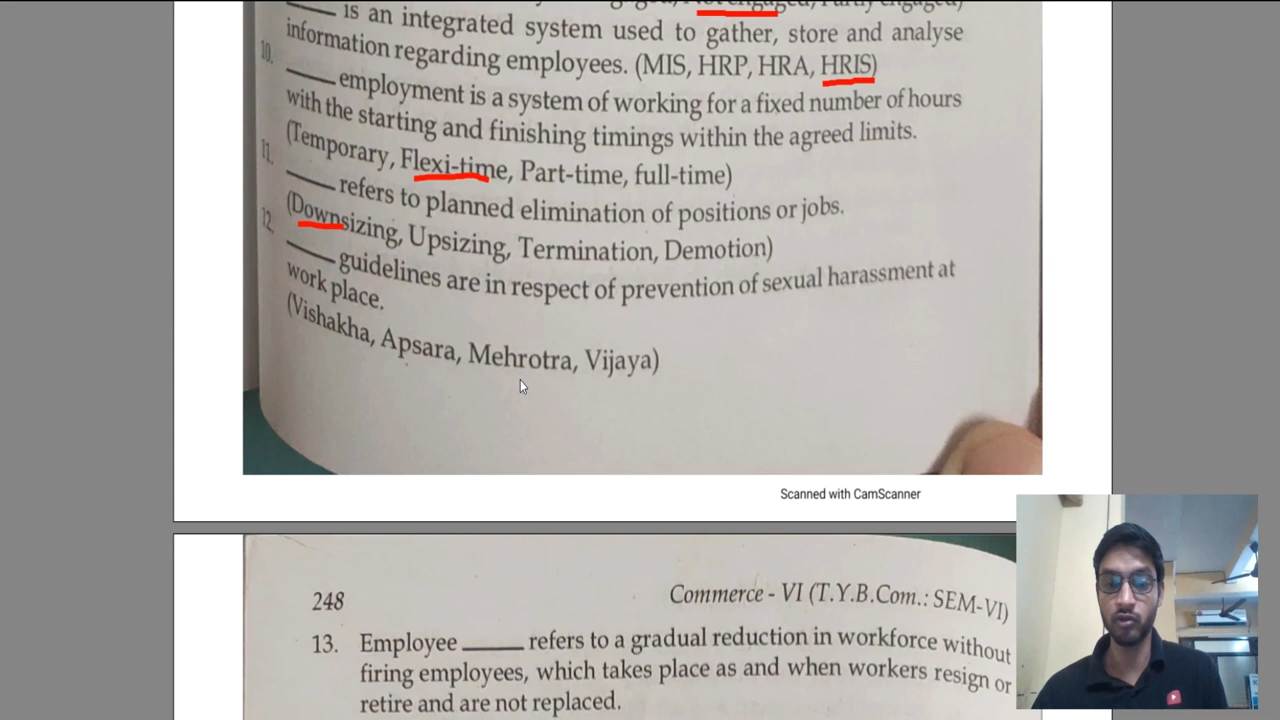 is an integrated system used to gather, store and analyse
information regarding employees. (MIS, HRP, HRA, HRIS)
10. ____ employment is a system of working for a fixed number of hours
with the starting and finishing timings within the agreed limits.
(Temporary, Flexi-time, Part-time, full-time)
11. ____ refers to planned elimination of positions or jobs.
(Downsizing, Upsizing, Termination, Demotion)
12. ____ guidelines are in respect of prevention of sexual harassment at
work place.
(Vishakha, Apsara, Mehrotra, Vijaya)
Scanned with CamScanner
248 Commerce - VI (T.Y.B.Com.: SEM-VI)
13. Employee ____ refers to a gradual reduction in workforce without
firing employees, which takes place as and when workers resign or
retire and are not replaced.